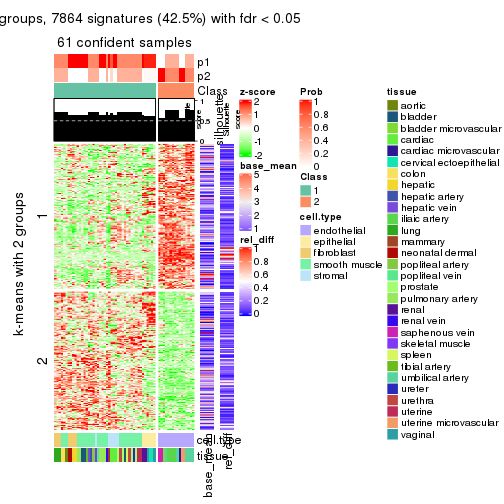 groups, 7864 signatures (42.5%) with fdr < 0.05
61 confident samples
p1
p2
Class
1
0.5
0
silhouette
score
k-means with 2 groups
1
2
cell.type
tissue
base_mean
rel_diff
z-score
2
1
0
-1
-2
base_mean
5
4
3
2
1
rel_diff
1
0.8
0.6
0.4
0.2
0
Prob
1
0.8
0.6
0.4
0.2
0
Class
1
2
cell.type
endothelial
epithelial
fibroblast
smooth muscle
stromal
tissue
aortic
bladder
bladder microvascular
cardiac
cardiac microvascular
cervical ectoepithelial
colon
hepatic
hepatic artery
hepatic vein
iliac artery
lung
mammary
neonatal dermal
popliteal artery
popliteal vein
prostate
pulmonary artery
renal
renal vein
saphenous vein
skeletal muscle
spleen
tibial artery
umbilical artery
ureter
urethra
uterine
uterine microvascular
vaginal